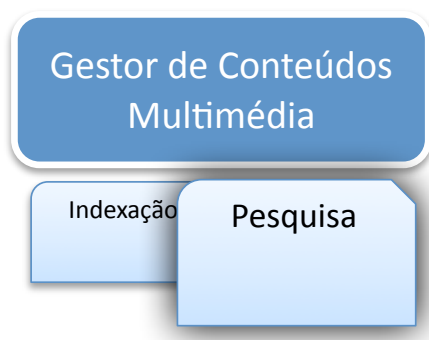 Gestor de Conteúdos
Multimédia
Indexação
Pesquisa